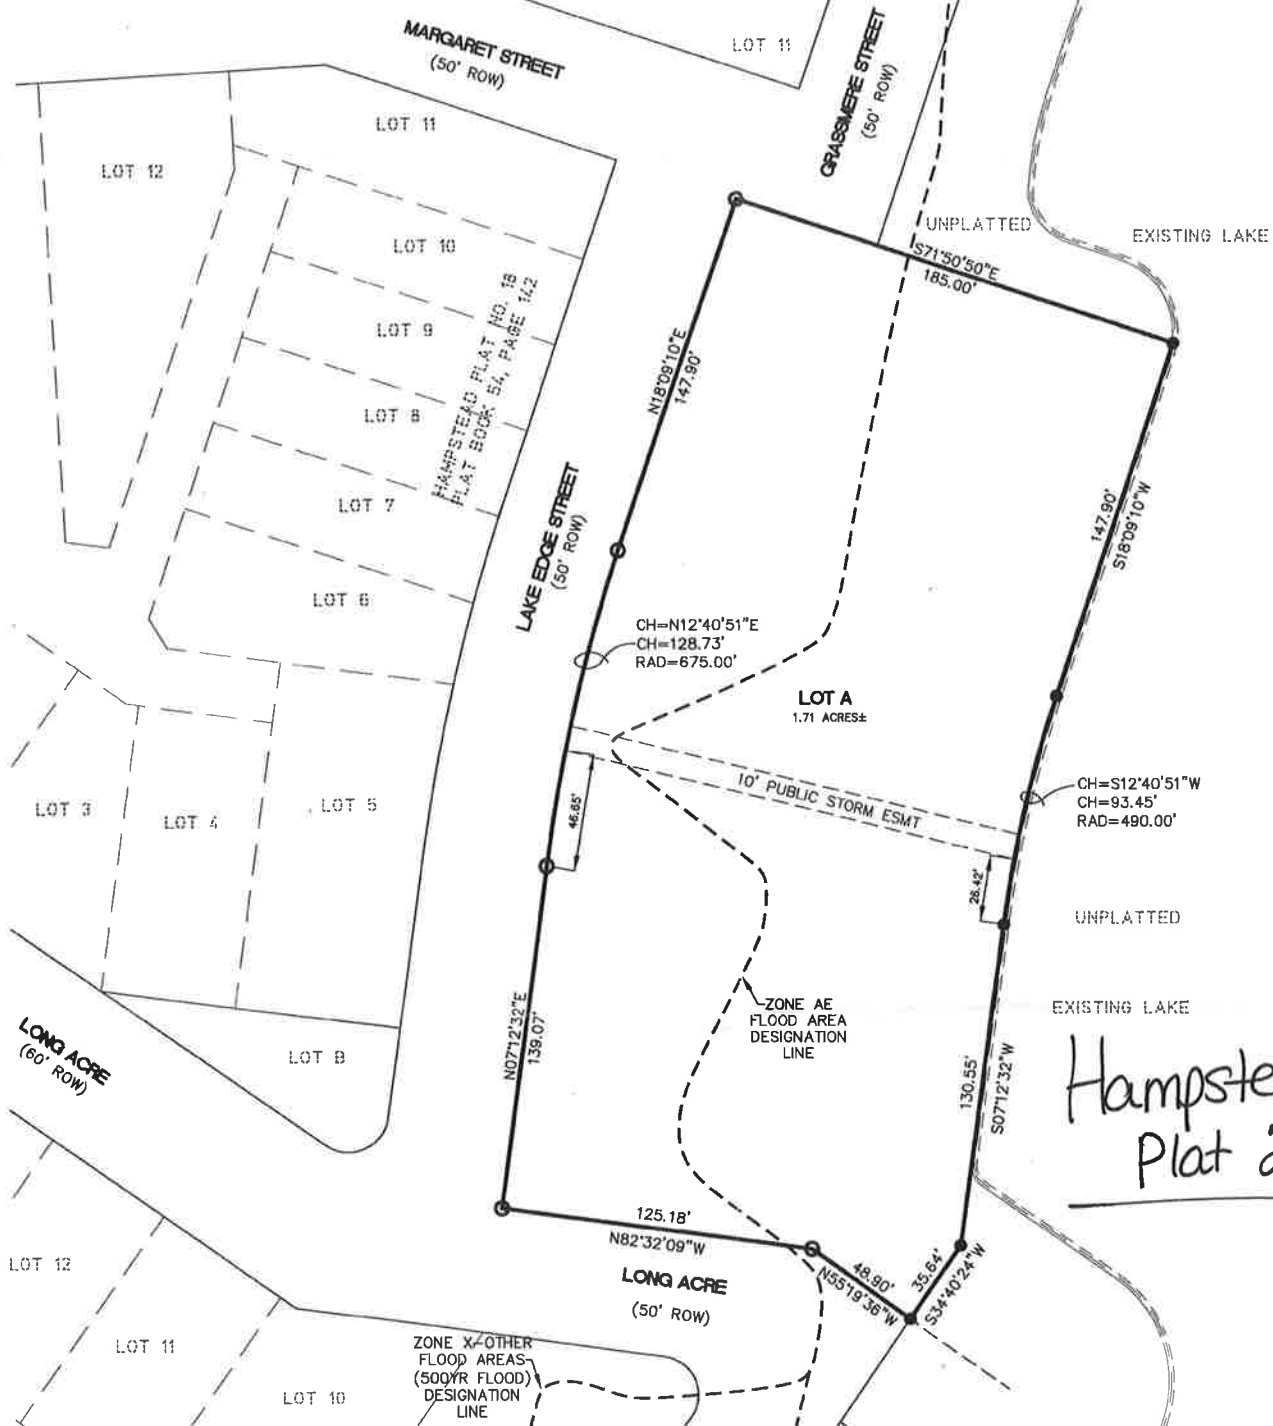 MARGARET STREET
(50' ROW)
LOT 11
GRASSMERE STREET
(50' ROW)
LOT 11
LOT 12
UNPLATTED
EXISTING LAKE
S71°50'50"E
185.00'
LOT 10
LOT 9
LOT 8
LOT 7
LOT 6
HAMPSTEAD PLAT NO. 18
PLAT BOOK 54, PAGE 142
N18°09'10"E
147.90'
LAKE EDGE STREET
(50' ROW)
147.90'
S18°09'10"W
CH=N12°40'51"E
CH=128.73'
RAD=675.00'
LOT A
1.71 ACRES±
10' PUBLIC STORM ESMT
CH=S12°40'51"W
CH=93.45'
RAD=490.00'
LOT 3
LOT 4
LOT 5
46.65'
26.42'
UNPLATTED
EXISTING LAKE
ZONE AE
FLOOD AREA
DESIGNATION
LINE
N07°12'32"E
139.07'
LONG ACRE
(60' ROW)
LOT B
130.55'
S07°12'32"W
Hampste
Plat
125.18'
N82°32'09"W
LONG ACRE
(50' ROW)
48.90'
N55°19'36"W
35.64'
S34°40'24"W
LOT 12
LOT 11
LOT 10
ZONE X-OTHER
FLOOD AREAS
(500YR FLOOD)
DESIGNATION
LINE